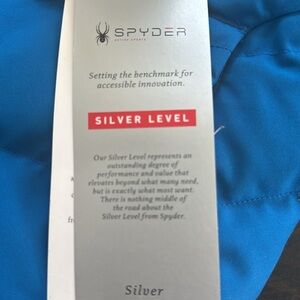 SPYDER
ACTIVE SPORTS
Setting the benchmark for
accessible innovation.
SILVER LEVEL
Our Silver Level represents an
outstanding degree of
performance and value that
elevates beyond what many need,
but is exactly what most want.
There is nothing middle of
the road about the
Silver Level from Spyder.
Silver